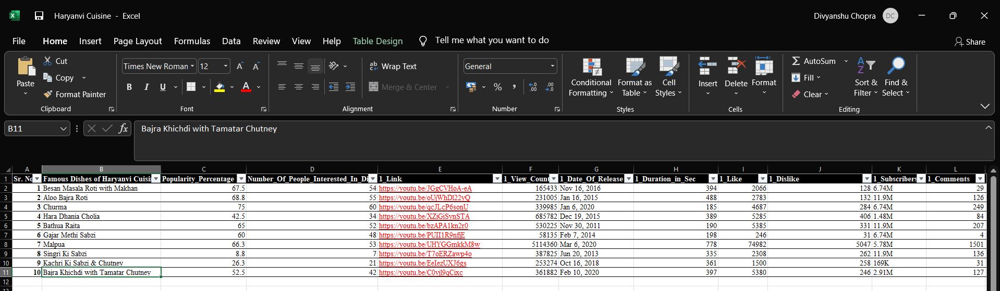 Haryanvi Cuisine - Excel
Divyanshu Chopra DC
File Home Insert Page Layout Formulas Data Review View Help Table Design Tell me what you want to do Share
Paste Cut Copy Format Painter Clipboard
Times New Roman 12 A A B I U A Font
ab Wrap Text Merge & Center Alignment
General % , .00 .00 Number
Conditional Formatting Format as Table Cell Styles Styles
Insert Delete Format Cells
AutoSum Fill Clear Sort & Filter Find & Select Editing
B11 fx Bajra Khichdi with Tamatar Chutney
A B C D E F G H I J K L
1 Sr. No Famous Dishes of Haryanvi Cuisin Popularity_Percentage Number_Of_People_Interested_In_Di 1_Link 1_View_Count 1_Date_Of_Release 1_Duration_in_Sec 1_Like 1_Dislike 1_Subscribers 1_Comments
2 1 Besan Masala Roti with Makhan 67.5 54 https://youtu.be/JGgCVHoA-eA 165433 Nov 16, 2016 394 2066 128 6.74M 29
3 2 Aloo Bajra Roti 68.8 55 https://youtu.be/oUjWhDl22vQ 231005 Jan 16, 2015 488 2783 132 11.9M 126
4 3 Churma 75 60 https://youtu.be/qcJLcP6sonU 339985 Jan 6, 2020 185 4687 284 6.74M 249
5 4 Hara Dhania Cholia 42.5 34 https://youtu.be/XZiGiSynSTA 685782 Dec 19, 2015 389 5285 406 1.48M 84
6 5 Bathua Raita 65 52 https://youtu.be/bzAPA1kn2r0 530225 Nov 30, 2011 190 5385 331 11.9M 207
7 6 Gajar Methi Sabzi 60 48 https://youtu.be/PUII1R9nfjE 58135 Feb 7, 2014 198 246 31 6.74M 4
8 7 Malpua 66.3 53 https://youtu.be/UHYGGmkkM8w 5114360 Mar 6, 2020 778 74982 5047 5.78M 1501
9 8 Singri Ki Sabzi 8.8 7 https://youtu.be/T7oERZawp4o 387825 Jun 20, 2013 335 2308 262 11.9M 136
10 9 Kachri Ki Sabzi & Chutney 26.3 21 https://youtu.be/EeIezUXJ6gs 253274 Oct 16, 2018 361 1500 258 169K 31
11 10 Bajra Khichdi with Tamatar Chutney 52.5 42 https://youtu.be/C0vjl9qCixc 361882 Feb 10, 2020 397 5380 246 2.91M 127
12